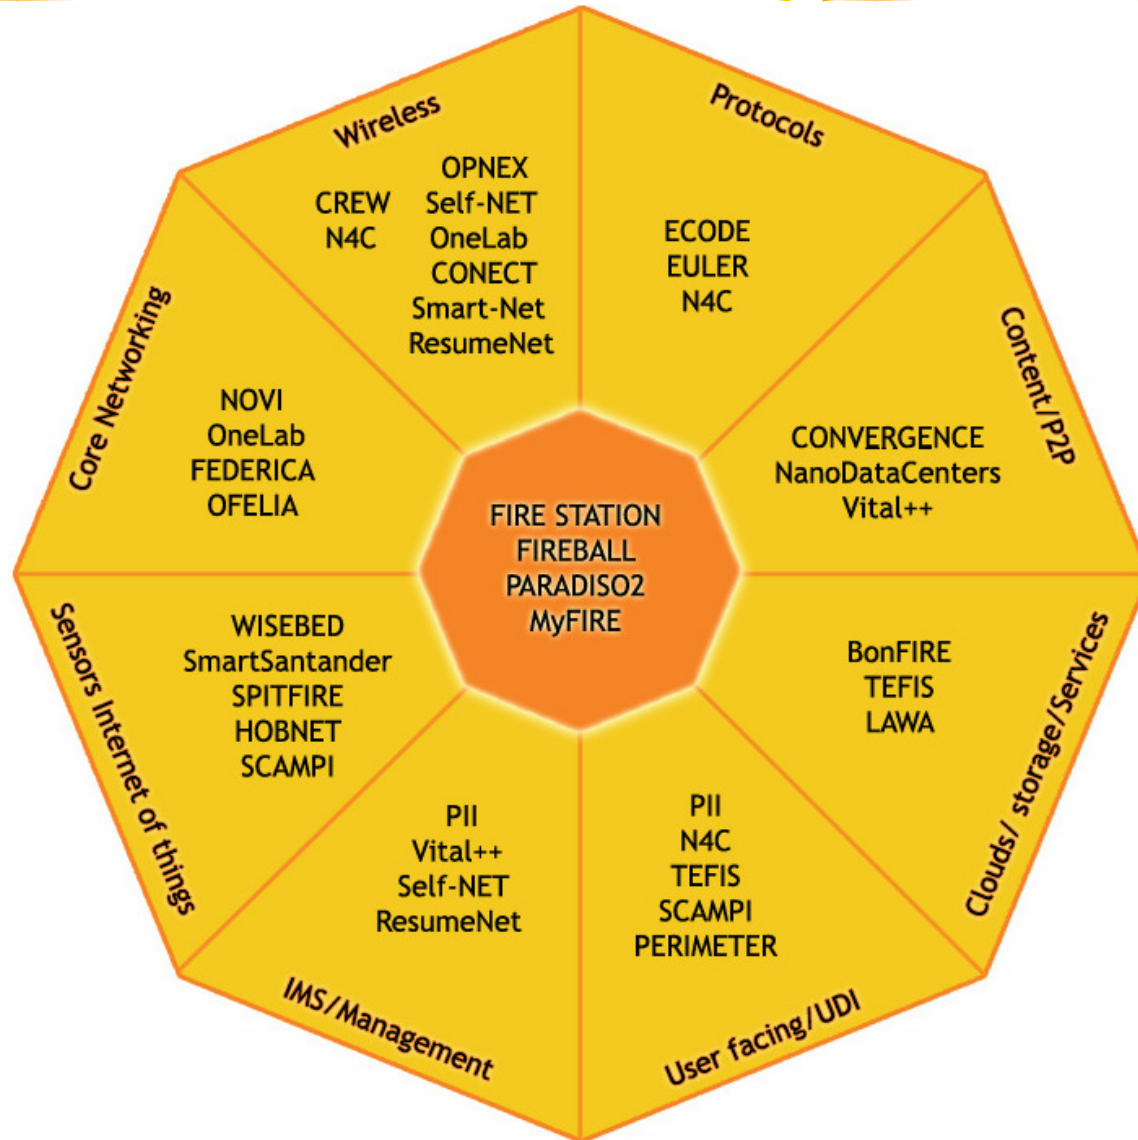 Wireless
CREW
N4C
OPNEX
Self-NET
OneLab
CONECT
Smart-Net
ResumeNet
Protocols
ECODE
EULER
N4C
Content/P2P
CONVERGENCE
NanoDataCenters
Vital++
Clouds/ storage/Services
BonFIRE
TEFIS
LAWA
User facing/UDI
PII
N4C
TEFIS
SCAMPI
PERIMETER
IMS/Management
PII
Vital++
Self-NET
ResumeNet
Sensors Internet of things
WISEBED
SmartSantander
SPITFIRE
HOBNET
SCAMPI
Core Networking
NOVI
OneLab
FEDERICA
OFELIA
FIRE STATION
FIREBALL
PARADISO2
MyFIRE